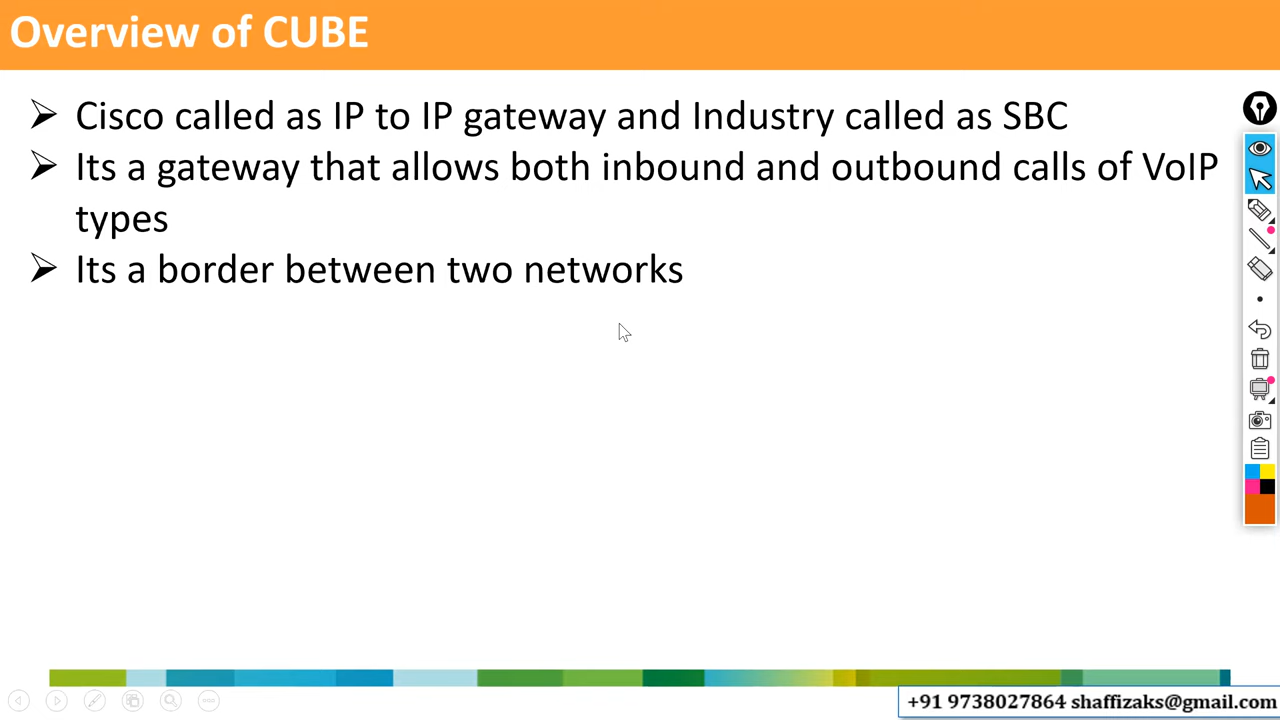 Overview of CUBE
Cisco called as IP to IP gateway and Industry called as SBC
Its a gateway that allows both inbound and outbound calls of VoIP
types
Its a border between two networks
+91 9738027864 shaffizaks@gmail.com